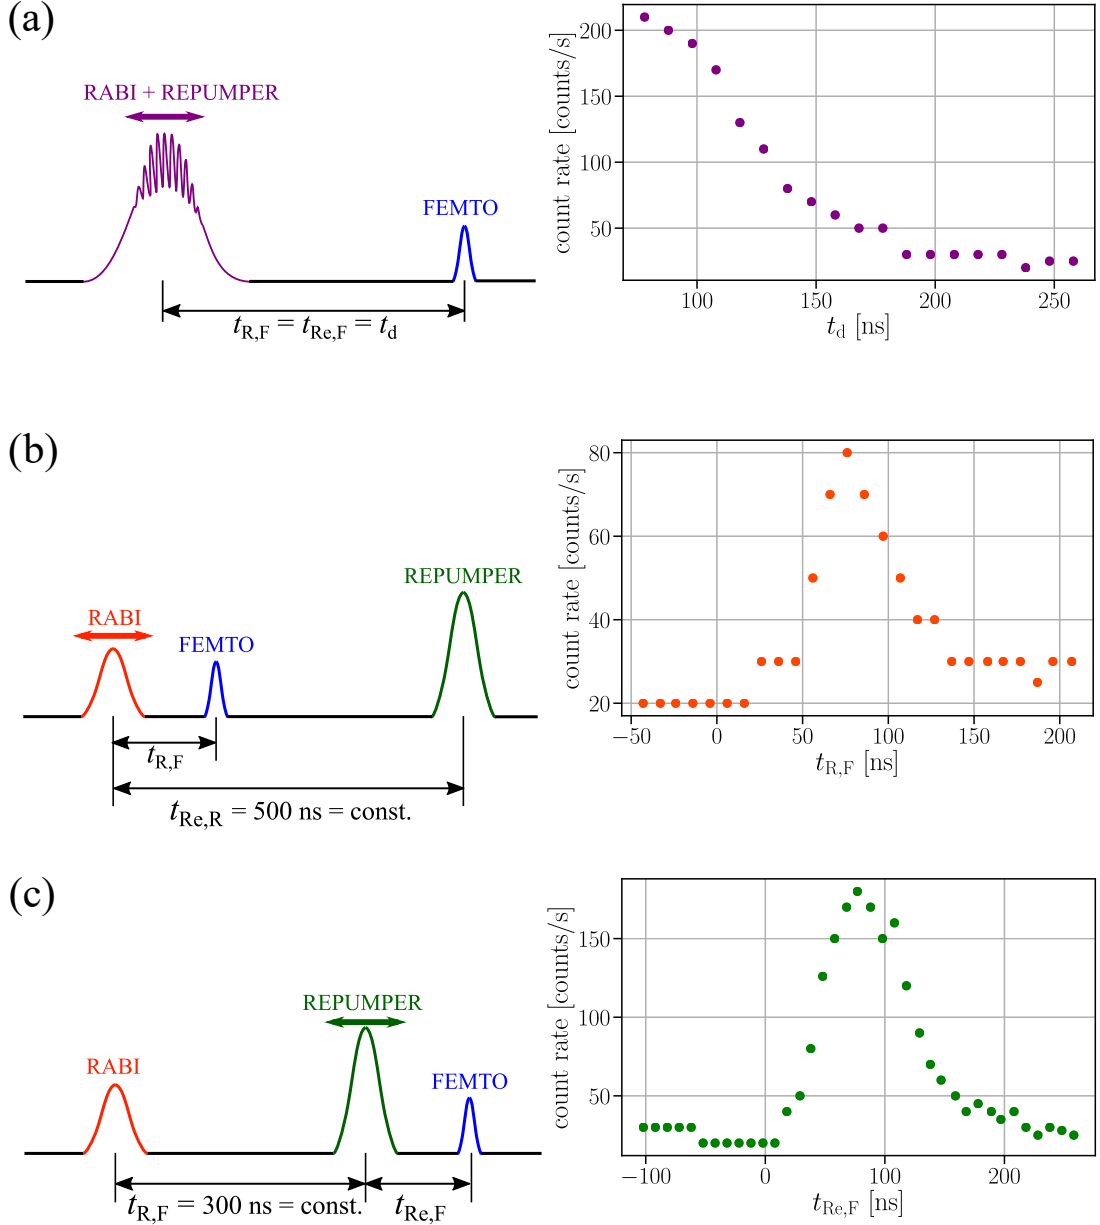 (a)
RABI + REPUMPER
FEMTO
t_R,F = t_Re,F = t_d
count rate [counts/s]
200
150
100
50
100 150 200 250
t_d [ns]
(b)
RABI
FEMTO
REPUMPER
t_R,F
t_Re,R = 500 ns = const.
count rate [counts/s]
80
60
40
20
−50 0 50 100 150 200
t_R,F [ns]
(c)
RABI
REPUMPER
FEMTO
t_R,F = 300 ns = const.
t_Re,F
count rate [counts/s]
150
100
50
−100 0 100 200
t_Re,F [ns]